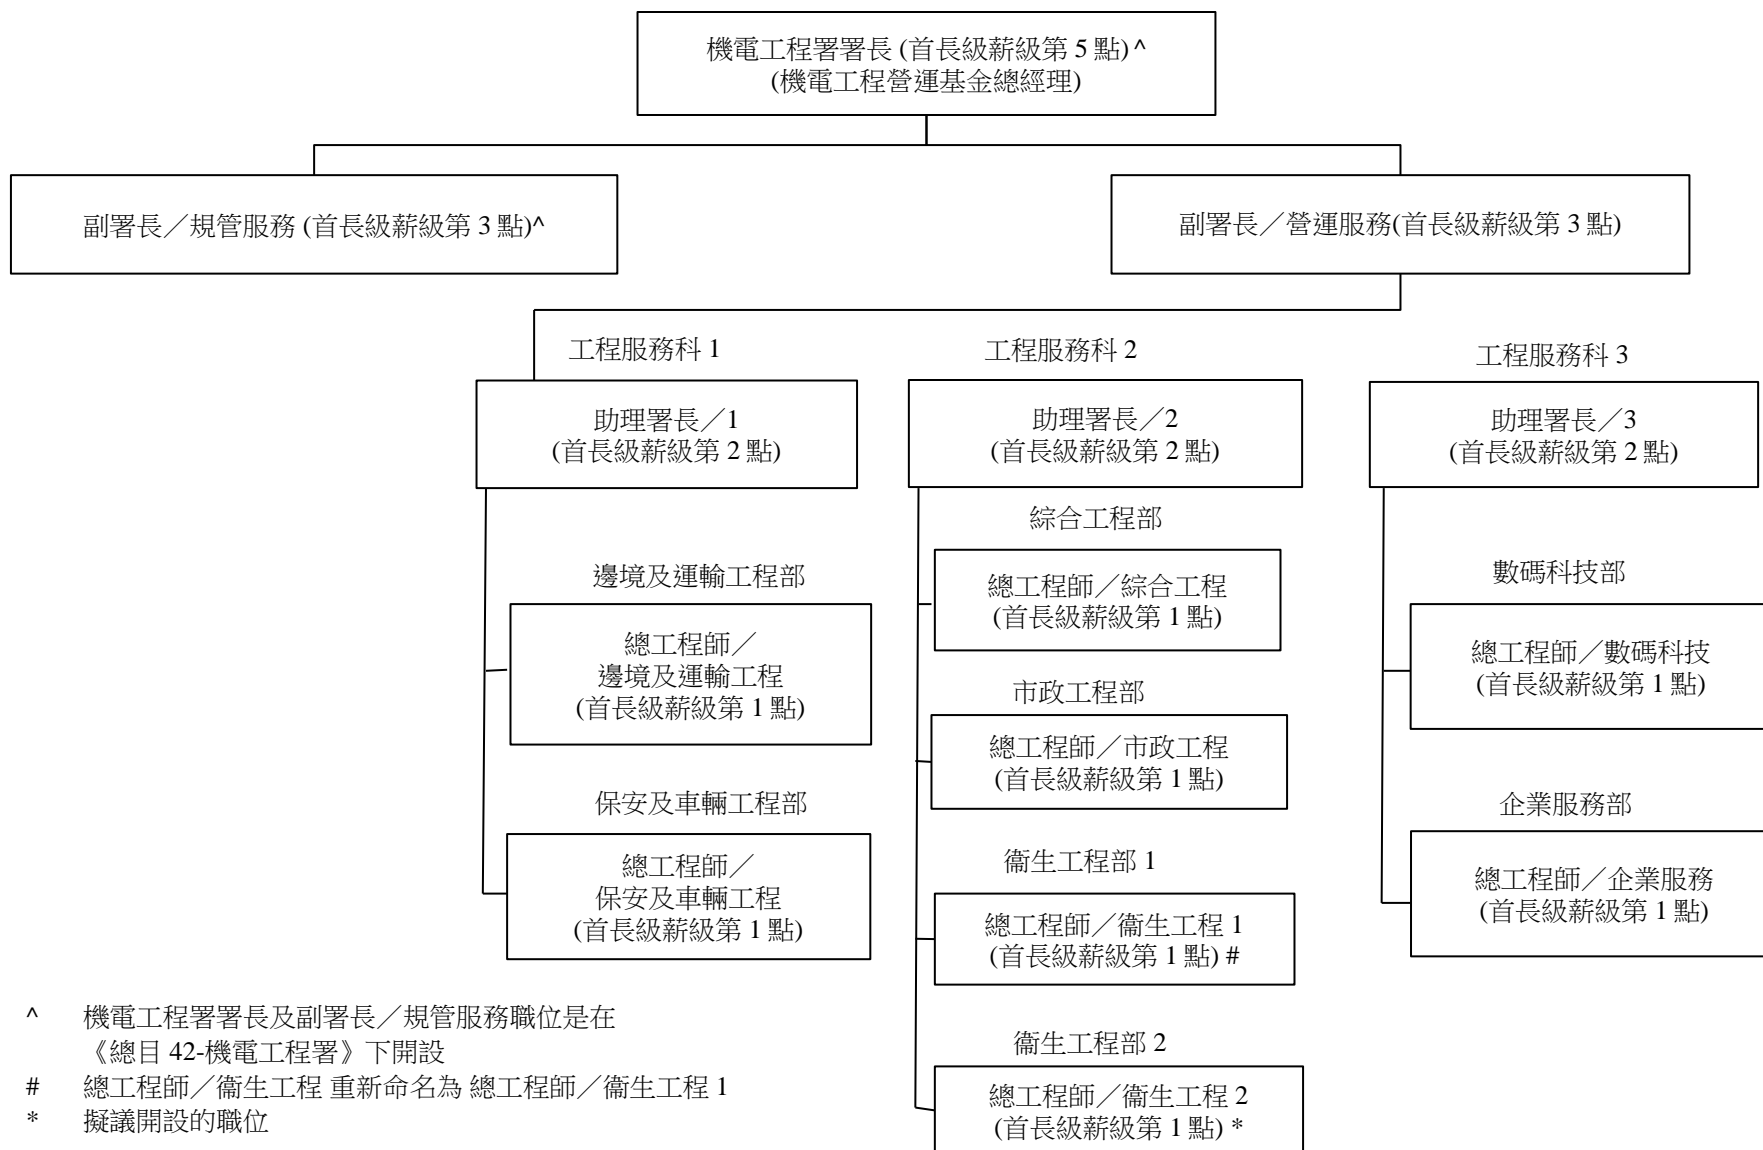 機電工程署署長 (首長級薪級第 5 點) ^
(機電工程營運基金總經理)
副署長／規管服務 (首長級薪級第 3 點)^
副署長／營運服務(首長級薪級第 3 點)
工程服務科 1
助理署長／1
(首長級薪級第 2 點)
邊境及運輸工程部
總工程師／
邊境及運輸工程
(首長級薪級第 1 點)
保安及車輛工程部
總工程師／
保安及車輛工程
(首長級薪級第 1 點)
工程服務科 2
助理署長／2
(首長級薪級第 2 點)
綜合工程部
總工程師／綜合工程
(首長級薪級第 1 點)
市政工程部
總工程師／市政工程
(首長級薪級第 1 點)
衞生工程部 1
總工程師／衞生工程 1
(首長級薪級第 1 點) #
衞生工程部 2
總工程師／衞生工程 2
(首長級薪級第 1 點) *
工程服務科 3
助理署長／3
(首長級薪級第 2 點)
數碼科技部
總工程師／數碼科技
(首長級薪級第 1 點)
企業服務部
總工程師／企業服務
(首長級薪級第 1 點)
^ 機電工程署署長及副署長／規管服務職位是在
《總目 42-機電工程署》下開設
# 總工程師／衞生工程 重新命名為 總工程師／衞生工程 1
* 擬議開設的職位